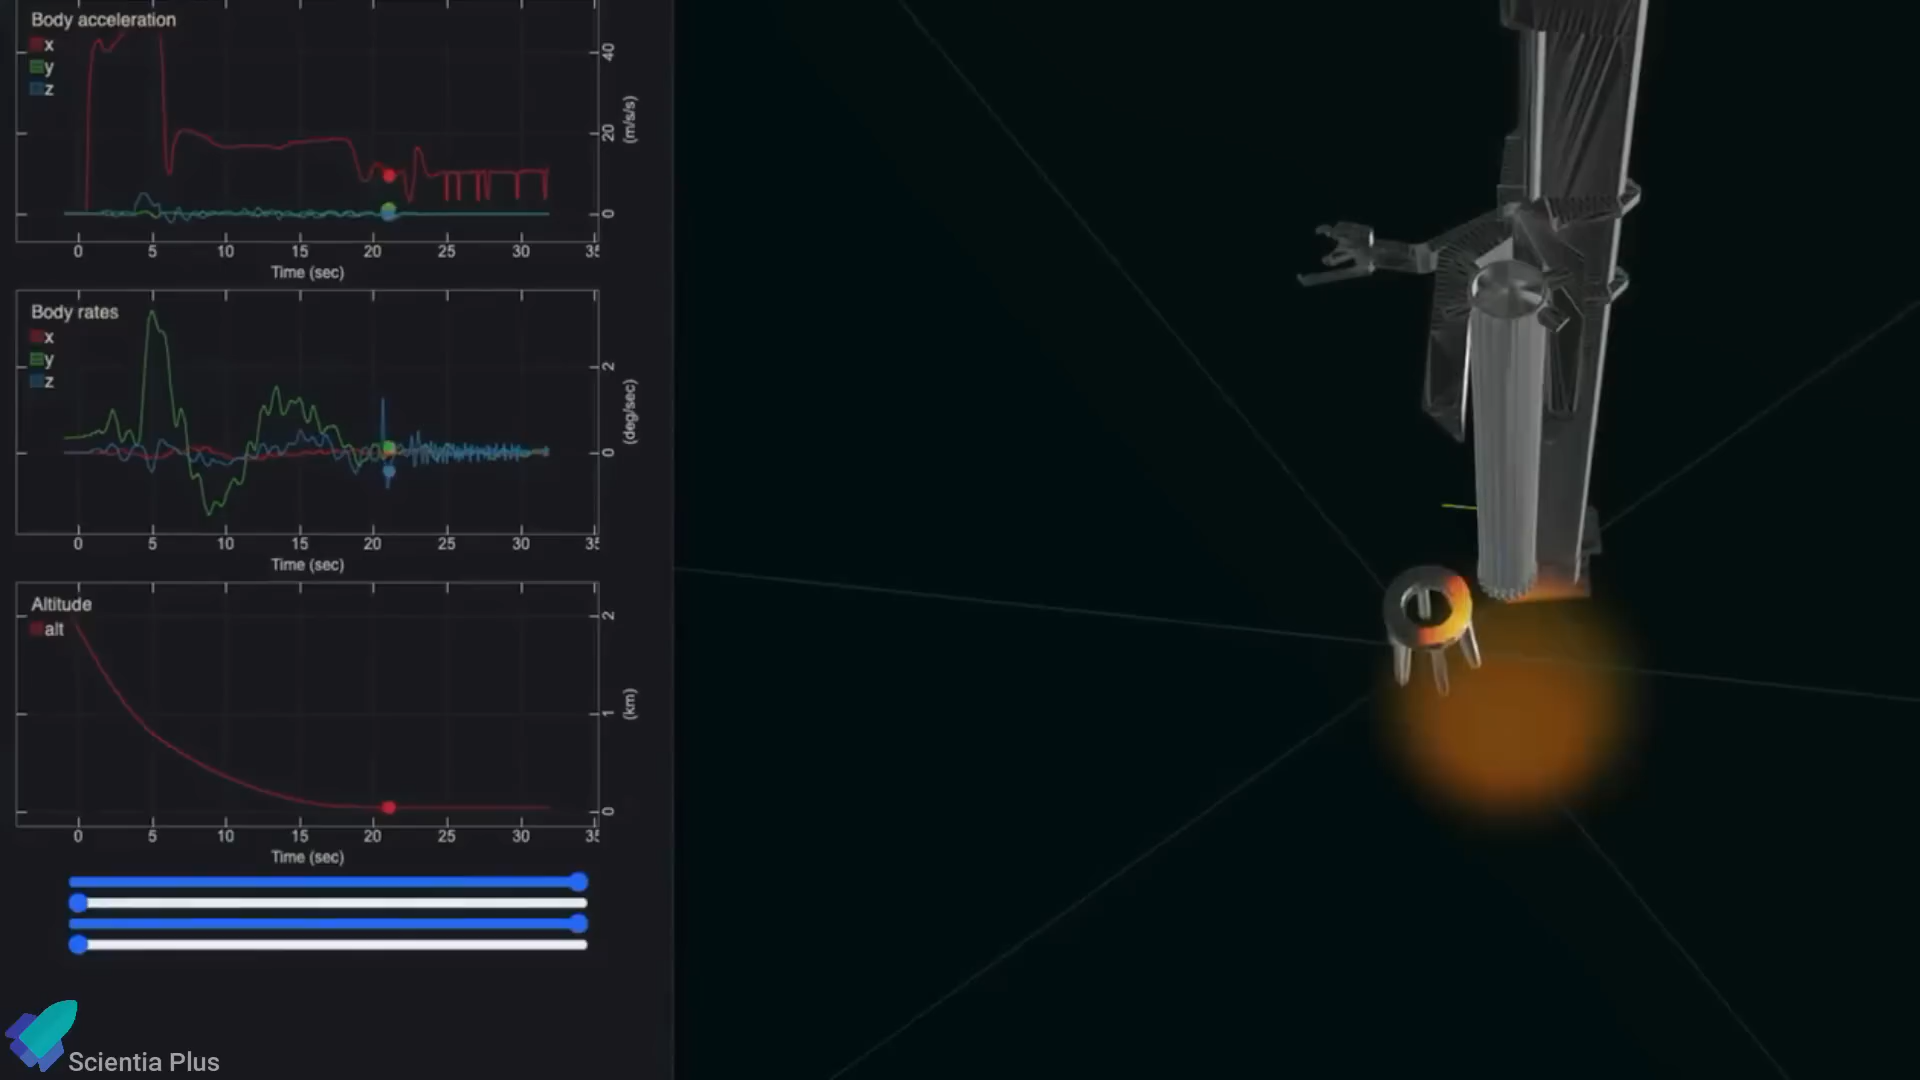 Body acceleration
x
y
z
40
20
0
(m/s/s)
0 5 10 15 20 25 30 35
Time (sec)
Body rates
x
y
z
2
0
(deg/sec)
0 5 10 15 20 25 30 35
Time (sec)
Altitude
alt
2
1
0
(km)
0 5 10 15 20 25 30 35
Time (sec)
Scientia Plus